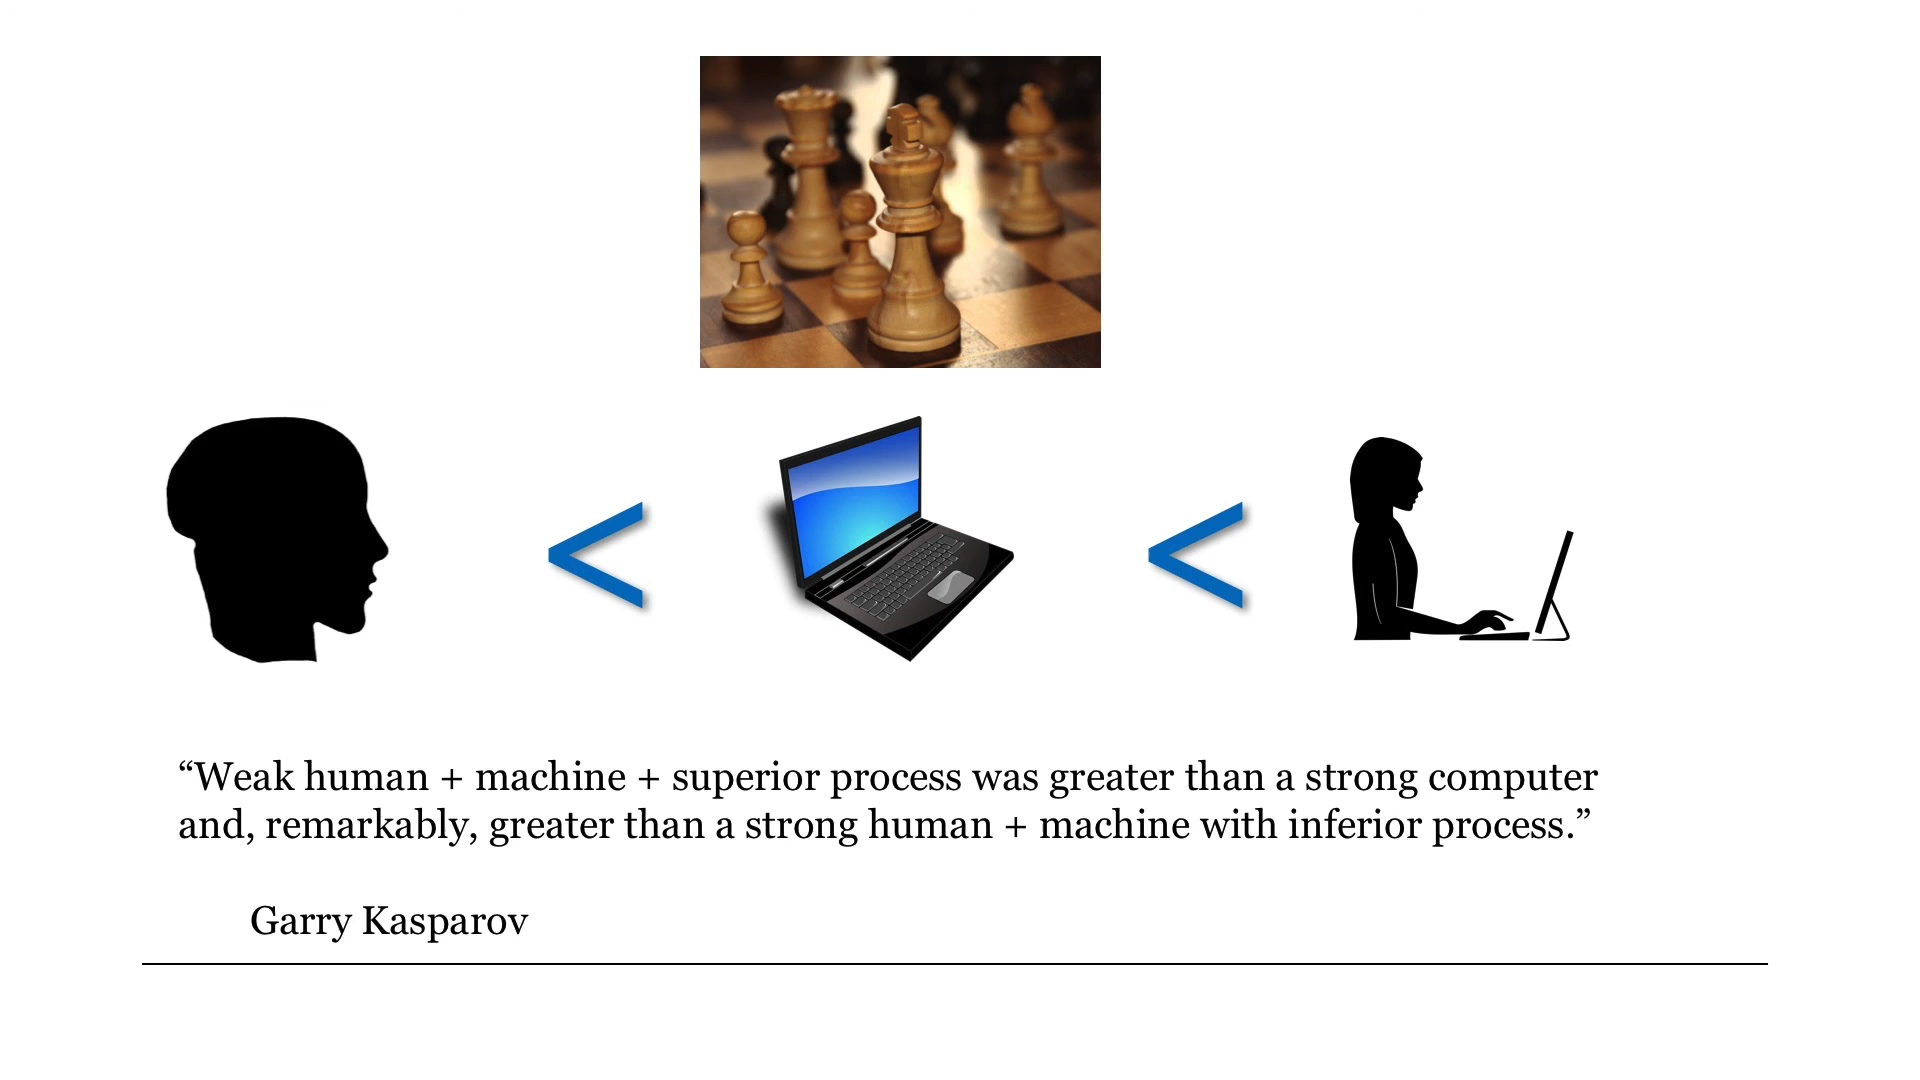 < <
“Weak human + machine + superior process was greater than a strong computer
and, remarkably, greater than a strong human + machine with inferior process.”
Garry Kasparov